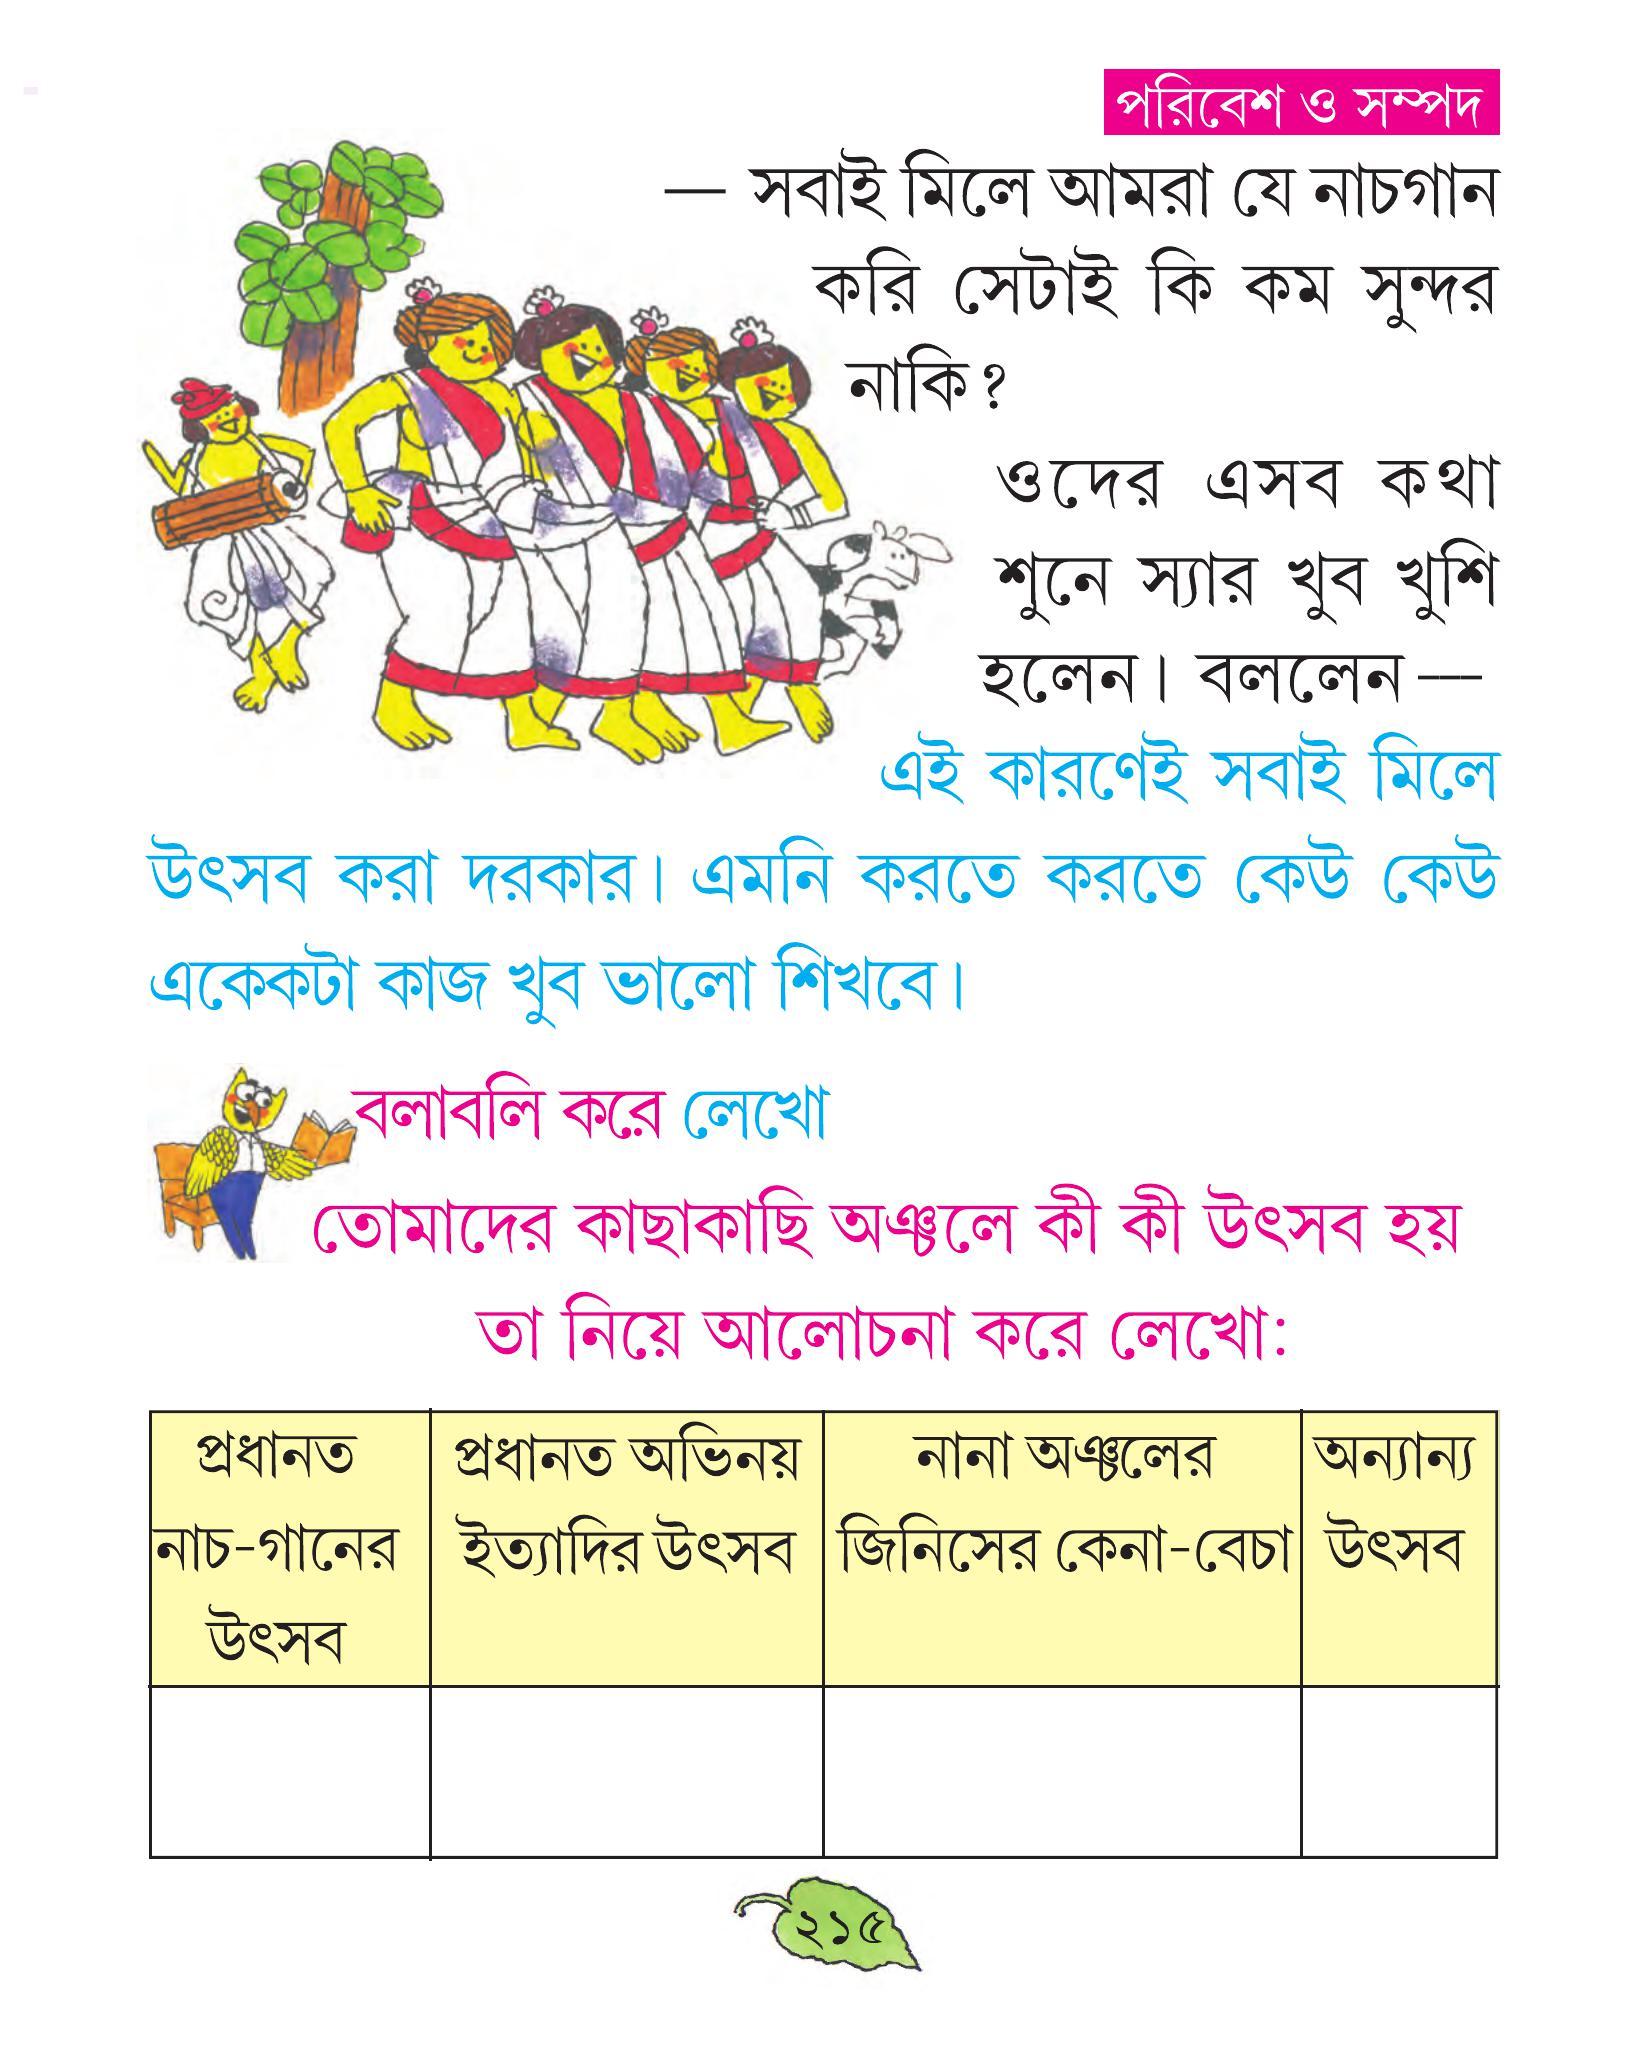 পরিবেশ ও সম্পদ
— সবাই মিলে আমরা যে নাচগান
করি সেটাই কি কম সুন্দর
নাকি?
ওদের এসব কথা
শুনে স্যার খুব খুশি
হলেন। বললেন —
এই কারণেই সবাই মিলে
উৎসব করা দরকার। এমনি করতে করতে কেউ কেউ
একেকটা কাজ খুব ভালো শিখবে।
বলাবলি করে লেখো
তোমাদের কাছাকাছি অঞ্চলে কী কী উৎসব হয়
তা নিয়ে আলোচনা করে লেখো:
প্রধানত
নাচ-গানের
উৎসব
প্রধানত অভিনয়
ইত্যাদির উৎসব
নানা অঞ্চলের
জিনিসের কেনা-বেচা
অন্যান্য
উৎসব
২১৫